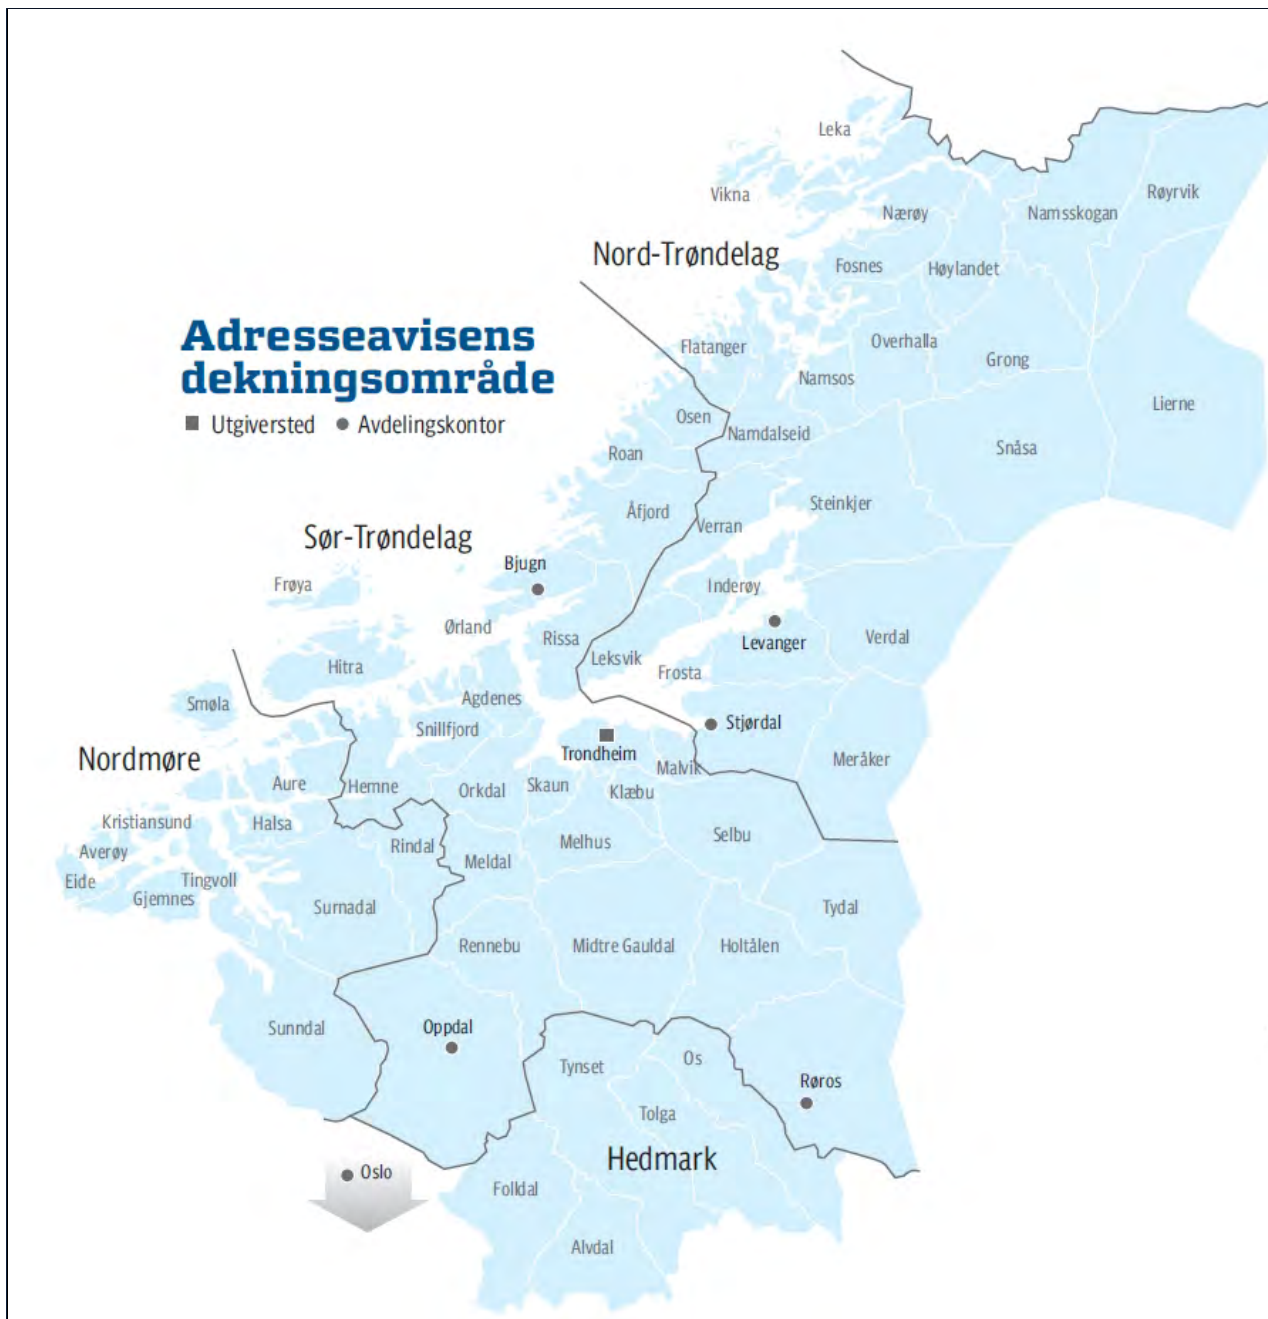 Leka
Vikna
Nærøy
Namsskogan
Røyrvik
Nord-Trøndelag
Fosnes
Høylandet
Adresseavisens
dekningsområde
Utgiversted
Avdelingskontor
Flatanger
Overhalla
Grong
Namsos
Lierne
Osen
Namdalseid
Snåsa
Roan
Steinkjer
Åfjord
Verran
Sør-Trøndelag
Bjugn
Frøya
Inderøy
Ørland
Rissa
Levanger
Verdal
Leksvik
Hitra
Frosta
Smøla
Agdenes
Snillfjord
Stjørdal
Nordmøre
Trondheim
Malvik
Meråker
Aure
Hemne
Orkdal
Skaun
Klæbu
Kristiansund
Halsa
Rindal
Melhus
Selbu
Averøy
Meldal
Eide
Tingvoll
Gjemnes
Surnadal
Tydal
Rennebu
Midtre Gauldal
Holtålen
Sunndal
Oppdal
Tynset
Os
Røros
Tolga
Hedmark
Oslo
Folldal
Alvdal